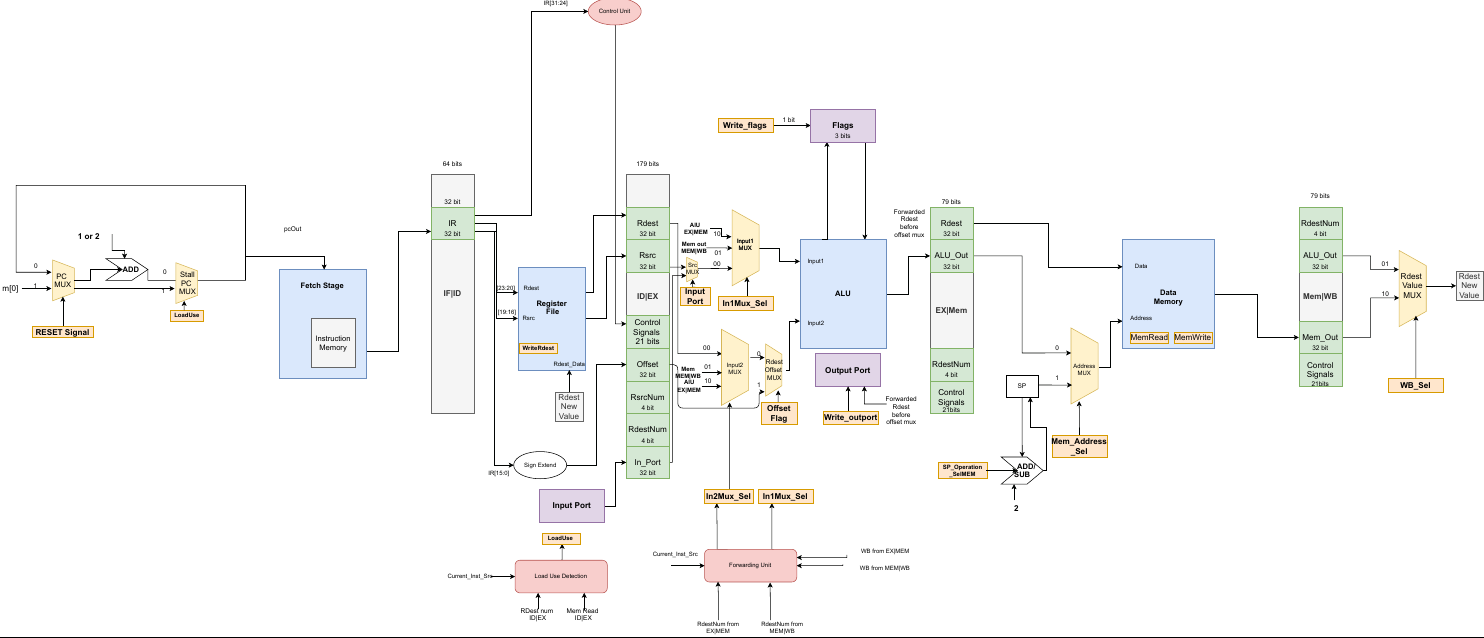 IR[31:24]
Control Unit
Write_flags
1 bit
Flags
3 bits
64 bits
179 bits
79 bits
79 bits
pcOut
1 or 2
ADD
0
1
m[0]
PC
MUX
0
1
Stall
PC
MUX
RESET Signal
LoadUse
Fetch Stage
Instruction
Memory
32 bit
IR
32 bit
IF|ID
[23:20]
[19:16]
Rdest
Register
File
Rsrc
WriteRdest
Rdest_Data
Rdest
New
Value
IR[15:0]
Sign Extend
Input Port
Rdest
32 bit
Rsrc
32 bit
ID|EX
Control
Signals
21 bits
Offset
32 bit
RsrcNum
4 bit
RdestNum
4 bit
In_Port
32 bit
AlU
EX|MEM
10
Mem out
MEM|WB
01
Src
MUX
00
Input
Port
Input1
MUX
In1Mux_Sel
00
Mem
MEM|WB
01
AlU
EX|MEM
10
Input2
MUX
0
1
Rdest
Offset
MUX
Offset
Flag
Input1
ALU
Input2
Output Port
Write_outport
Forwarded
Rdest
before
offset mux
Forwarded
Rdest
before
offset mux
Rdest
32 bit
ALU_Out
32 bit
EX|Mem
RdestNum
4 bit
Control
Signals
21bits
0
1
SP
Address
MUX
Mem_Address
_Sel
SP_Operation
_SelMEM
ADD/
SUB
2
Data
Data
Memory
Address
MemRead
MemWrite
RdestNum
4 bit
ALU_Out
32 bit
Mem|WB
Mem_Out
32 bit
Control
Signals
21bits
01
10
Rdest
Value
MUX
WB_Sel
Rdest
New
Value
In2Mux_Sel
In1Mux_Sel
LoadUse
Load Use Detection
Current_Inst_Src
RDest num
ID|EX
Mem Read
ID|EX
Current_Inst_Src
Forwarding Unit
WB from EX|MEM
WB from MEM|WB
RdestNum from
EX|MEM
RdestNum from
MEM|WB